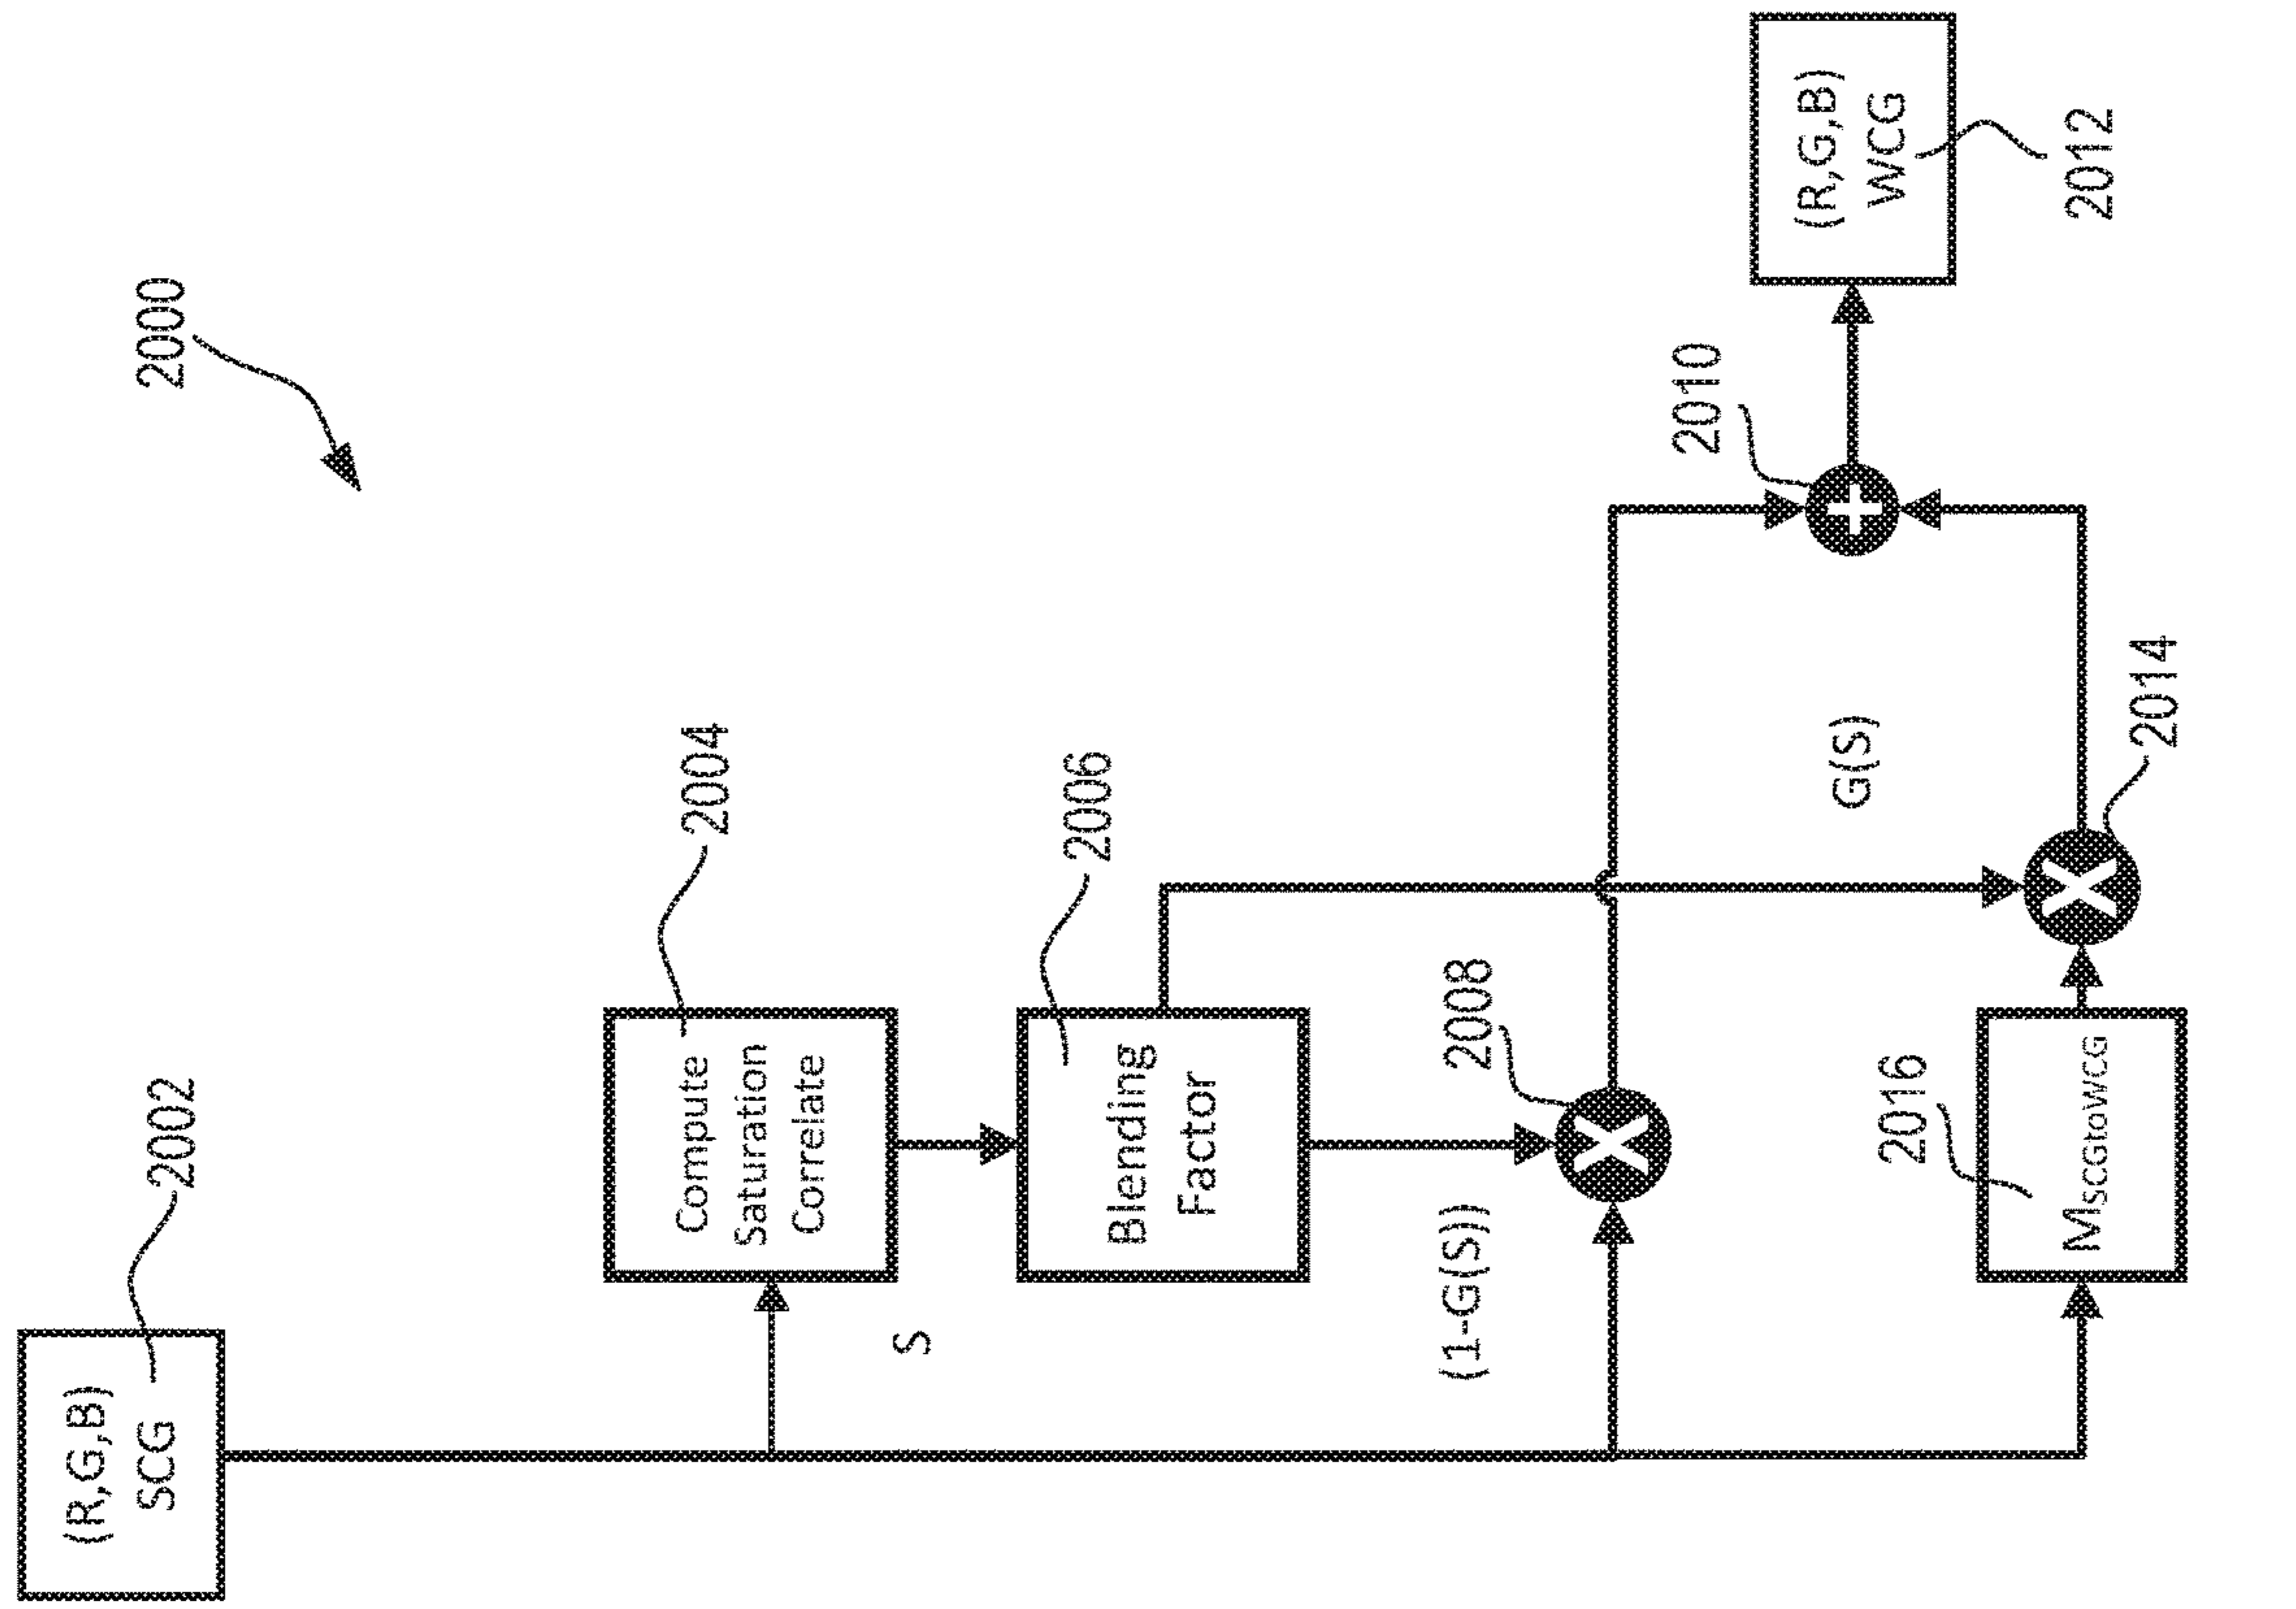 2000
(R,G,B)
SCG
2002
Compute
Saturation
Correlate
2004
S
Blending
Factor
2006
(1-G(S))
2008
G(S)
2010
(R,G,B)
WCG
2012
MSCGtoWCG
2016
2014